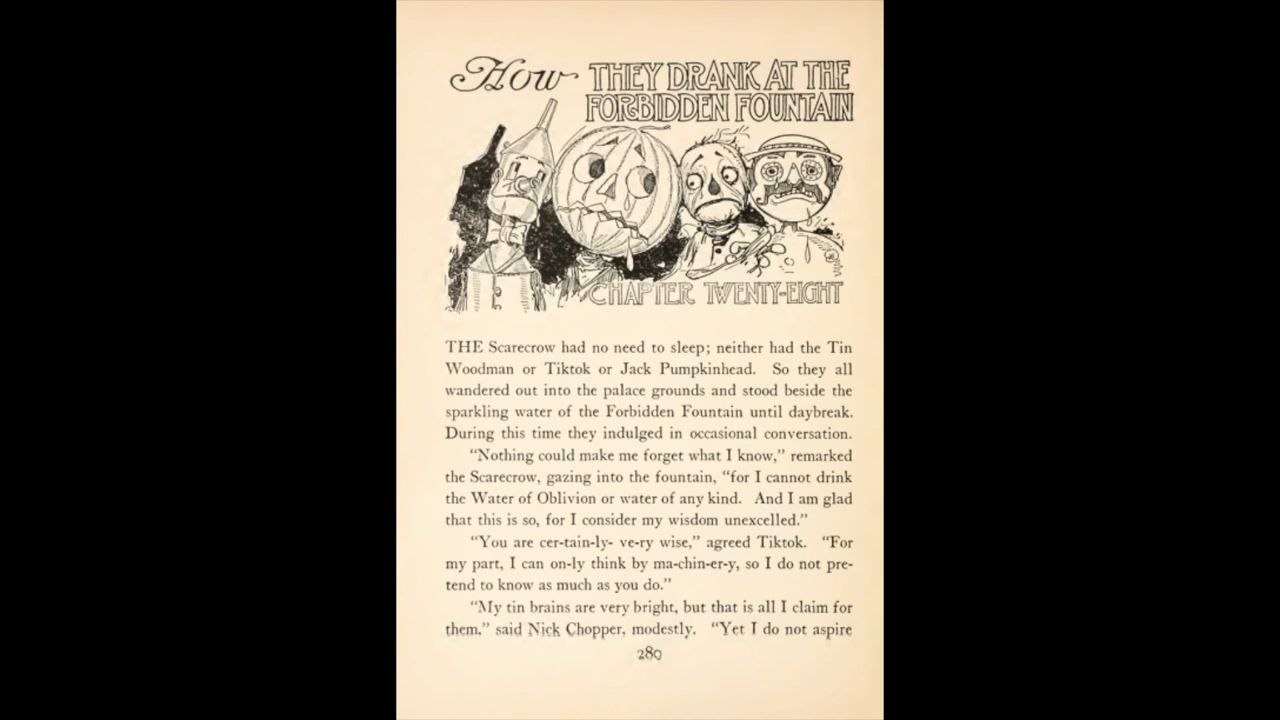 How THEY DRANK AT THE
FORBIDDEN FOUNTAIN
CHAPTER TWENTY-EIGHT
THE Scarecrow had no need to sleep; neither had the Tin
Woodman or Tiktok or Jack Pumpkinhead. So they all
wandered out into the palace grounds and stood beside the
sparkling water of the Forbidden Fountain until daybreak.
During this time they indulged in occasional conversation.
“Nothing could make me forget what I know,” remarked
the Scarecrow, gazing into the fountain, “for I cannot drink
the Water of Oblivion or water of any kind. And I am glad
that this is so, for I consider my wisdom unexcelled.”
“You are cer-tain-ly- ve-ry wise,” agreed Tiktok. “For
my part, I can on-ly think by ma-chin-er-y, so I do not pre-
tend to know as much as you do.”
“My tin brains are very bright, but that is all I claim for
them,” said Nick Chopper, modestly. “Yet I do not aspire
289